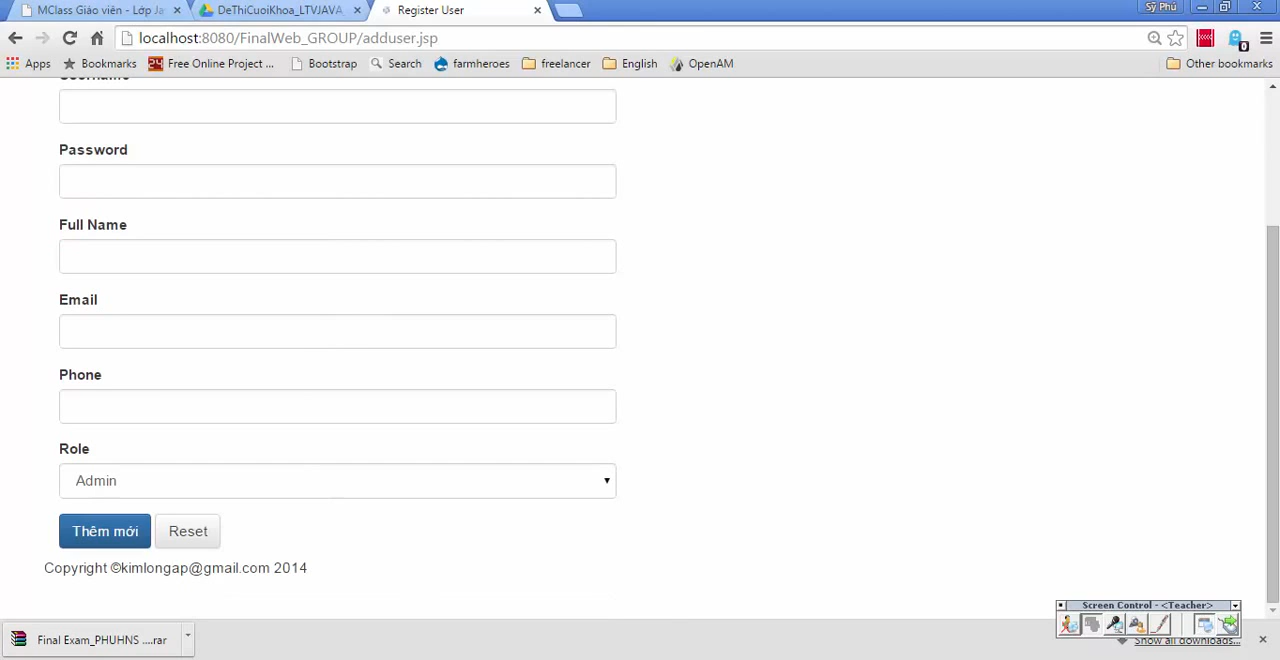 MClass Giáo viên - Lớp Ja
DeThiCuoiKhoa_LTVJAVA
Register User
Sỹ Phú
localhost:8080/FinalWeb_GROUP/adduser.jsp
0
Apps
Bookmarks
Free Online Project ...
Bootstrap
Search
farmheroes
freelancer
English
OpenAM
Other bookmarks
Username
Password
Full Name
Email
Phone
Role
Admin
Thêm mới
Reset
Copyright ©kimlongap@gmail.com 2014
Screen Control - <Teacher>
Final Exam_PHUHNS ....rar
Show all downloads...